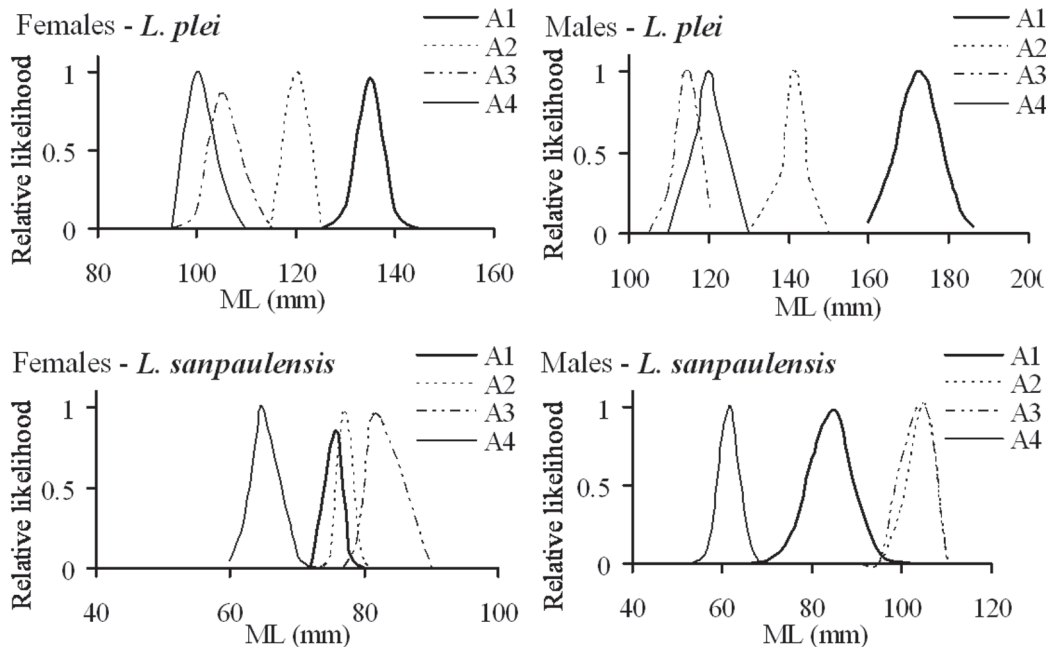 Females - L. plei
A1
A2
A3
A4
Relative likelihood
1
0.5
0
80
100
120
140
160
ML (mm)
Males - L. plei
A1
A2
A3
A4
Relative likelihood
1
0.5
0
100
120
140
160
180
200
ML (mm)
Females - L. sanpaulensis
A1
A2
A3
A4
Relative likelihood
1
0.5
0
40
60
80
100
ML (mm)
Males - L. sanpaulensis
A1
A2
A3
A4
Relative likelihood
1
0.5
0
40
60
80
100
120
ML (mm)